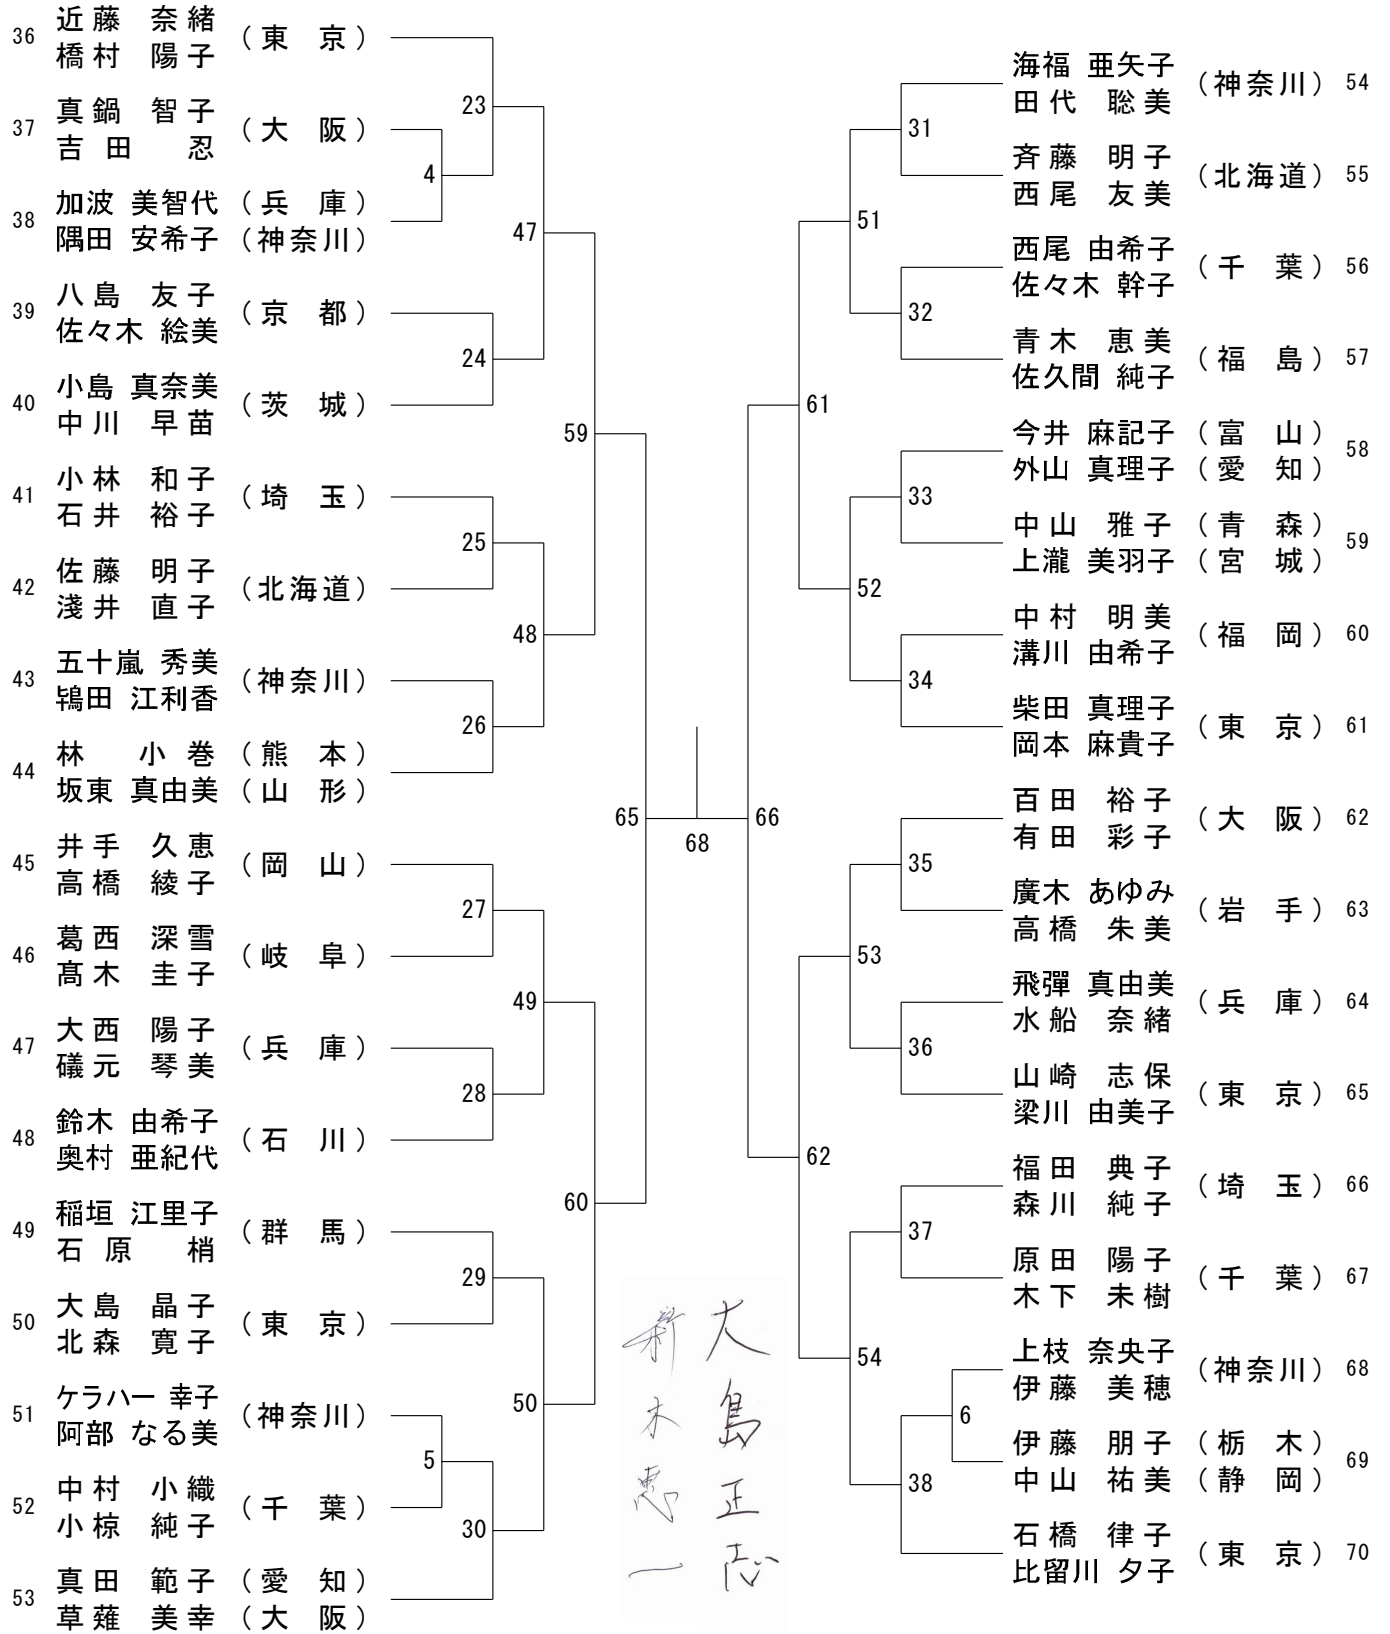 36 近藤 奈緒 (東 京)
橋村 陽子
37 真鍋 智子 (大 阪)
吉田 忍
38 加波 美智代 (兵 庫)
隅田 安希子 (神奈川)
39 八島 友子 (京 都)
佐々木 絵美
40 小島 真奈美 (茨 城)
中川 早苗
41 小林 和子 (埼 玉)
石井 裕子
42 佐藤 明子 (北海道)
淺井 直子
43 五十嵐 秀美 (神奈川)
鴇田 江利香
44 林 小巻 (熊 本)
坂東 真由美 (山 形)
45 井手 久恵 (岡 山)
高橋 綾子
46 葛西 深雪 (岐 阜)
髙木 圭子
47 大西 陽子 (兵 庫)
礒元 琴美
48 鈴木 由希子 (石 川)
奥村 亜紀代
49 稲垣 江里子 (群 馬)
石原 梢
50 大島 晶子 (東 京)
北森 寛子
51 ケラハー 幸子 (神奈川)
阿部 なる美
52 中村 小織 (千 葉)
小椋 純子
53 真田 範子 (愛 知)
草薙 美幸 (大 阪)
4
5
23
24
25
26
27
28
29
30
47
48
49
50
59
60
65
68
66
61
62
51
52
53
54
31
32
33
34
35
36
37
38
6
海福 亜矢子 (神奈川) 54
田代 聡美
斉藤 明子 (北海道) 55
西尾 友美
西尾 由希子 (千 葉) 56
佐々木 幹子
青木 恵美 (福 島) 57
佐久間 純子
今井 麻記子 (富 山) 58
外山 真理子 (愛 知)
中山 雅子 (青 森) 59
上瀧 美羽子 (宮 城)
中村 明美 (福 岡) 60
溝川 由希子
柴田 真理子 (東 京) 61
岡本 麻貴子
百田 裕子 (大 阪) 62
有田 彩子
廣木 あゆみ (岩 手) 63
高橋 朱美
飛彈 真由美 (兵 庫) 64
水船 奈緒
山崎 志保 (東 京) 65
梁川 由美子
福田 典子 (埼 玉) 66
森川 純子
原田 陽子 (千 葉) 67
木下 未樹
上枝 奈央子 (神奈川) 68
伊藤 美穂
伊藤 朋子 (栃 木) 69
中山 祐美 (静 岡)
石橋 律子 (東 京) 70
比留川 夕子
大島正志
新木恵一